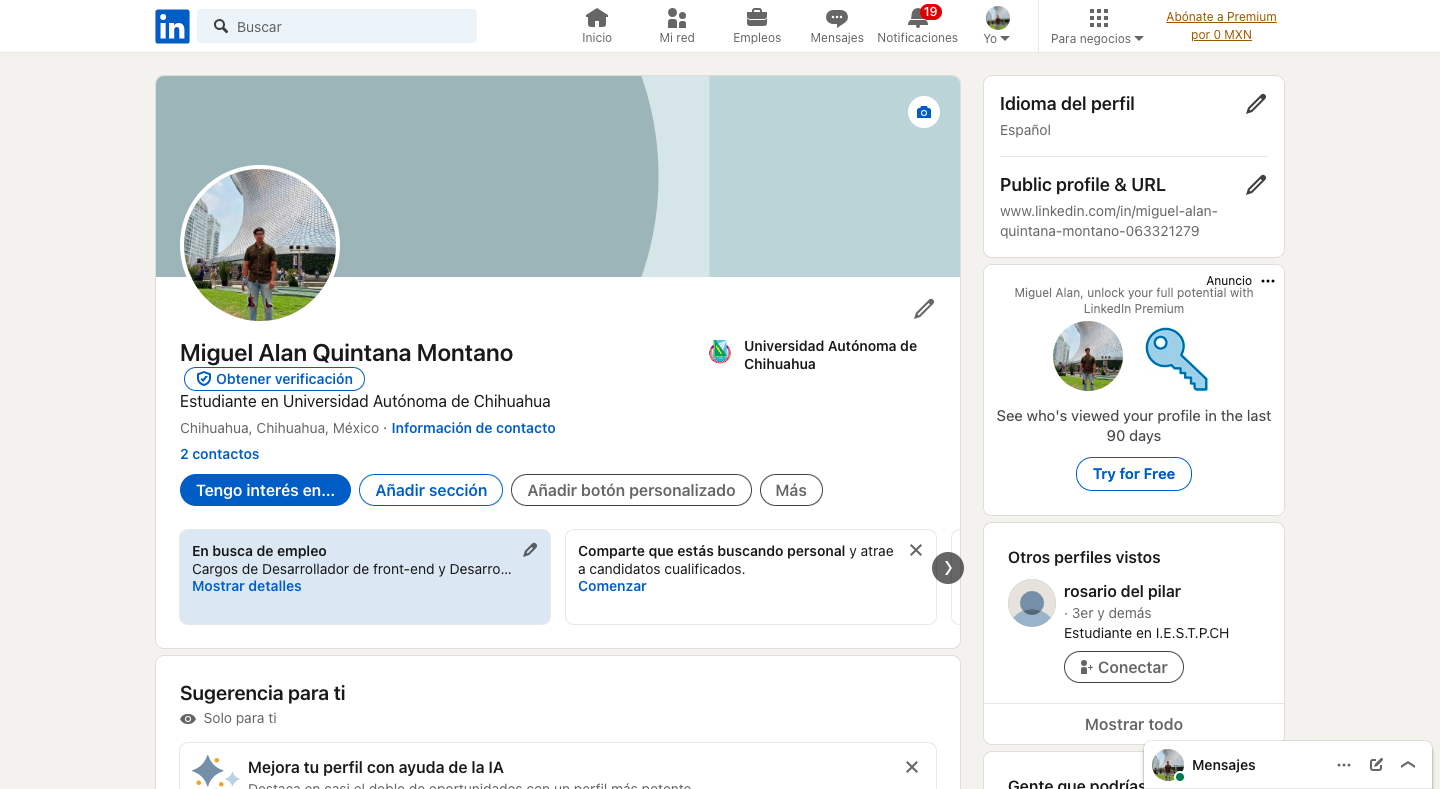 in
Buscar
Inicio
Mi red
Empleos
Mensajes
19
Notificaciones
Yo
Para negocios
Abónate a Premium
por 0 MXN
Miguel Alan Quintana Montano
Obtener verificación
Estudiante en Universidad Autónoma de Chihuahua
Chihuahua, Chihuahua, México · Información de contacto
2 contactos
Universidad Autónoma de
Chihuahua
Tengo interés en...
Añadir sección
Añadir botón personalizado
Más
En busca de empleo
Cargos de Desarrollador de front-end y Desarro...
Mostrar detalles
Comparte que estás buscando personal y atrae
a candidatos cualificados.
Comenzar
Sugerencia para ti
Solo para ti
Mejora tu perfil con ayuda de la IA
Destaca en casi el doble de oportunidades con un perfil más potente
Idioma del perfil
Español
Public profile & URL
www.linkedin.com/in/miguel-alan-
quintana-montano-063321279
Anuncio
Miguel Alan, unlock your full potential with
LinkedIn Premium
See who's viewed your profile in the last
90 days
Try for Free
Otros perfiles vistos
rosario del pilar
· 3er y demás
Estudiante en I.E.S.T.P.CH
Conectar
Mostrar todo
Gente que podrías
Mensajes